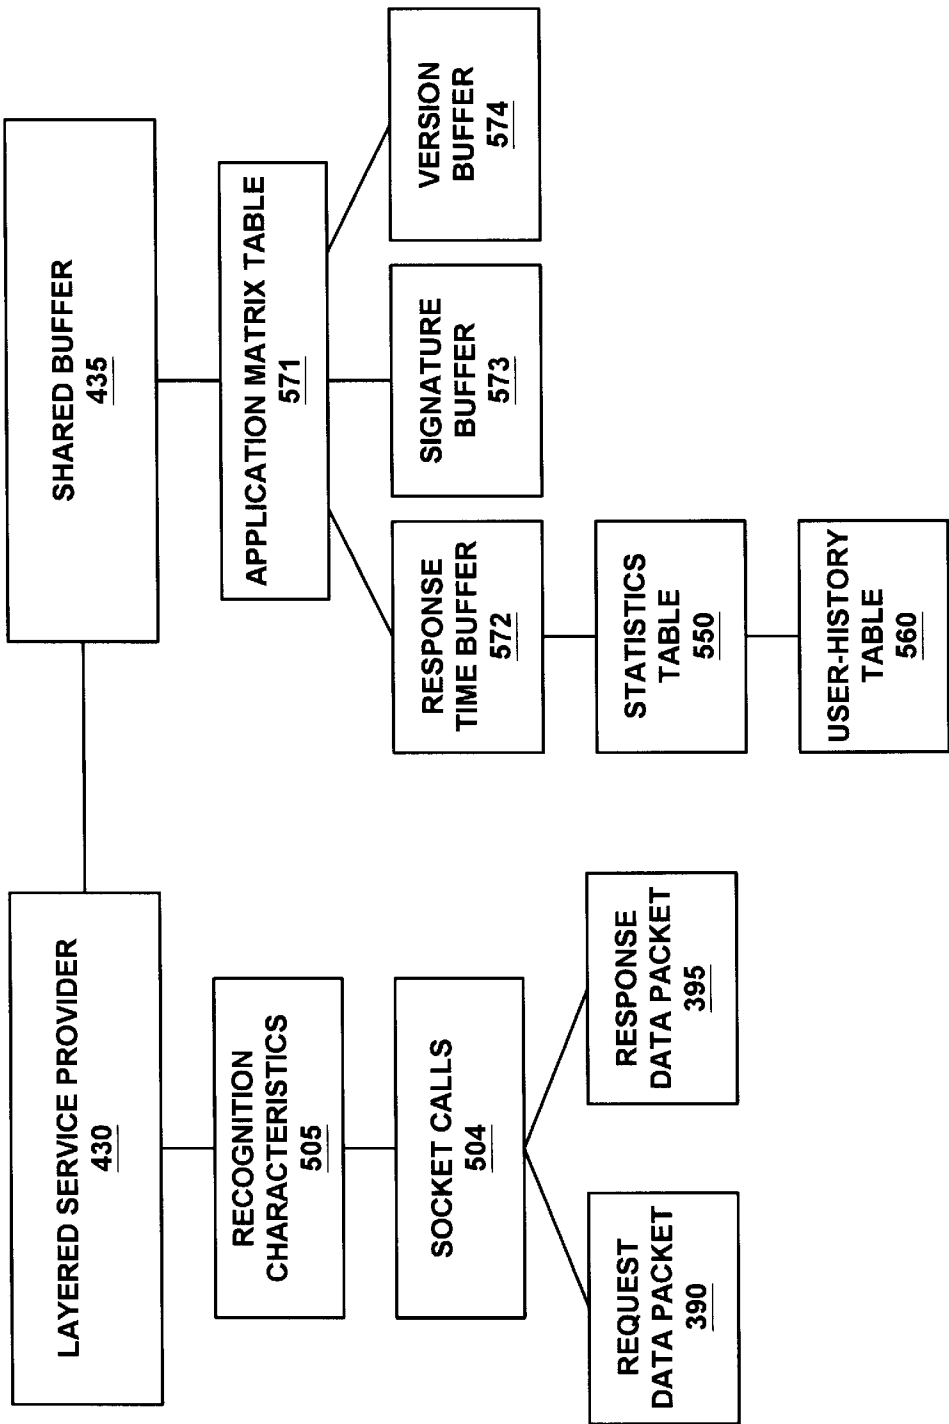 LAYERED SERVICE PROVIDER
430
SHARED BUFFER
435
RECOGNITION
CHARACTERISTICS
505
APPLICATION MATRIX TABLE
571
SOCKET CALLS
504
RESPONSE
TIME BUFFER
572
SIGNATURE
BUFFER
573
VERSION
BUFFER
574
REQUEST
DATA PACKET
390
RESPONSE
DATA PACKET
395
STATISTICS
TABLE
550
USER-HISTORY
TABLE
560